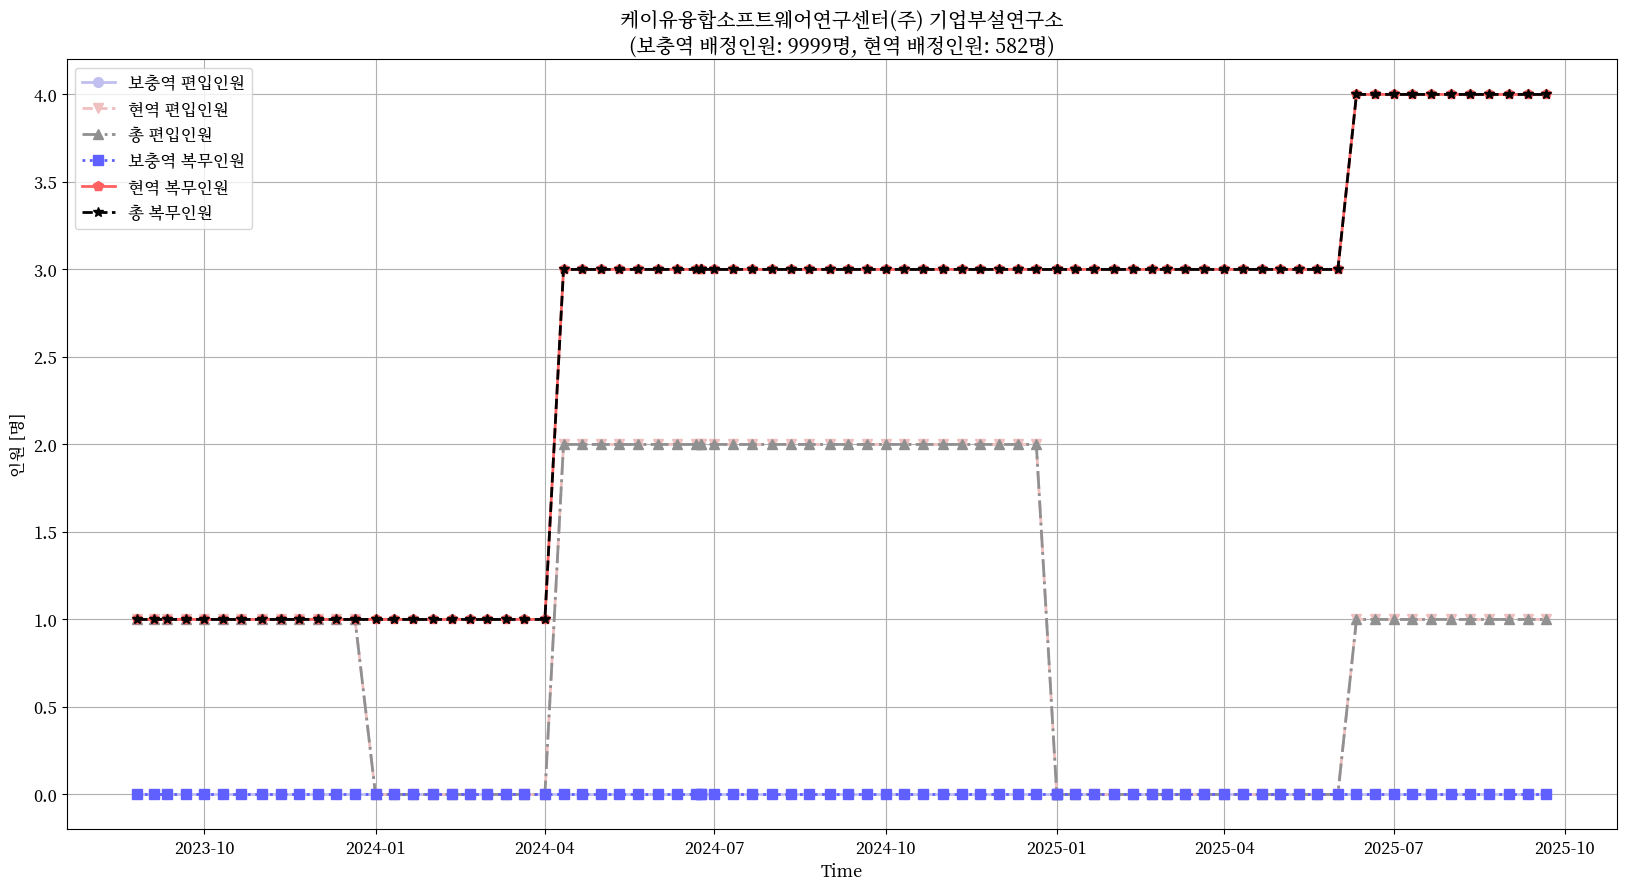 케이유융합소프트웨어연구센터(주) 기업부설연구소
(보충역 배정인원: 9999명, 현역 배정인원: 582명)
보충역 편입인원
현역 편입인원
총 편입인원
보충역 복무인원
현역 복무인원
총 복무인원
인원 [명]
4.0
3.5
3.0
2.5
2.0
1.5
1.0
0.5
0.0
2023-10
2024-01
2024-04
2024-07
2024-10
2025-01
2025-04
2025-07
2025-10
Time